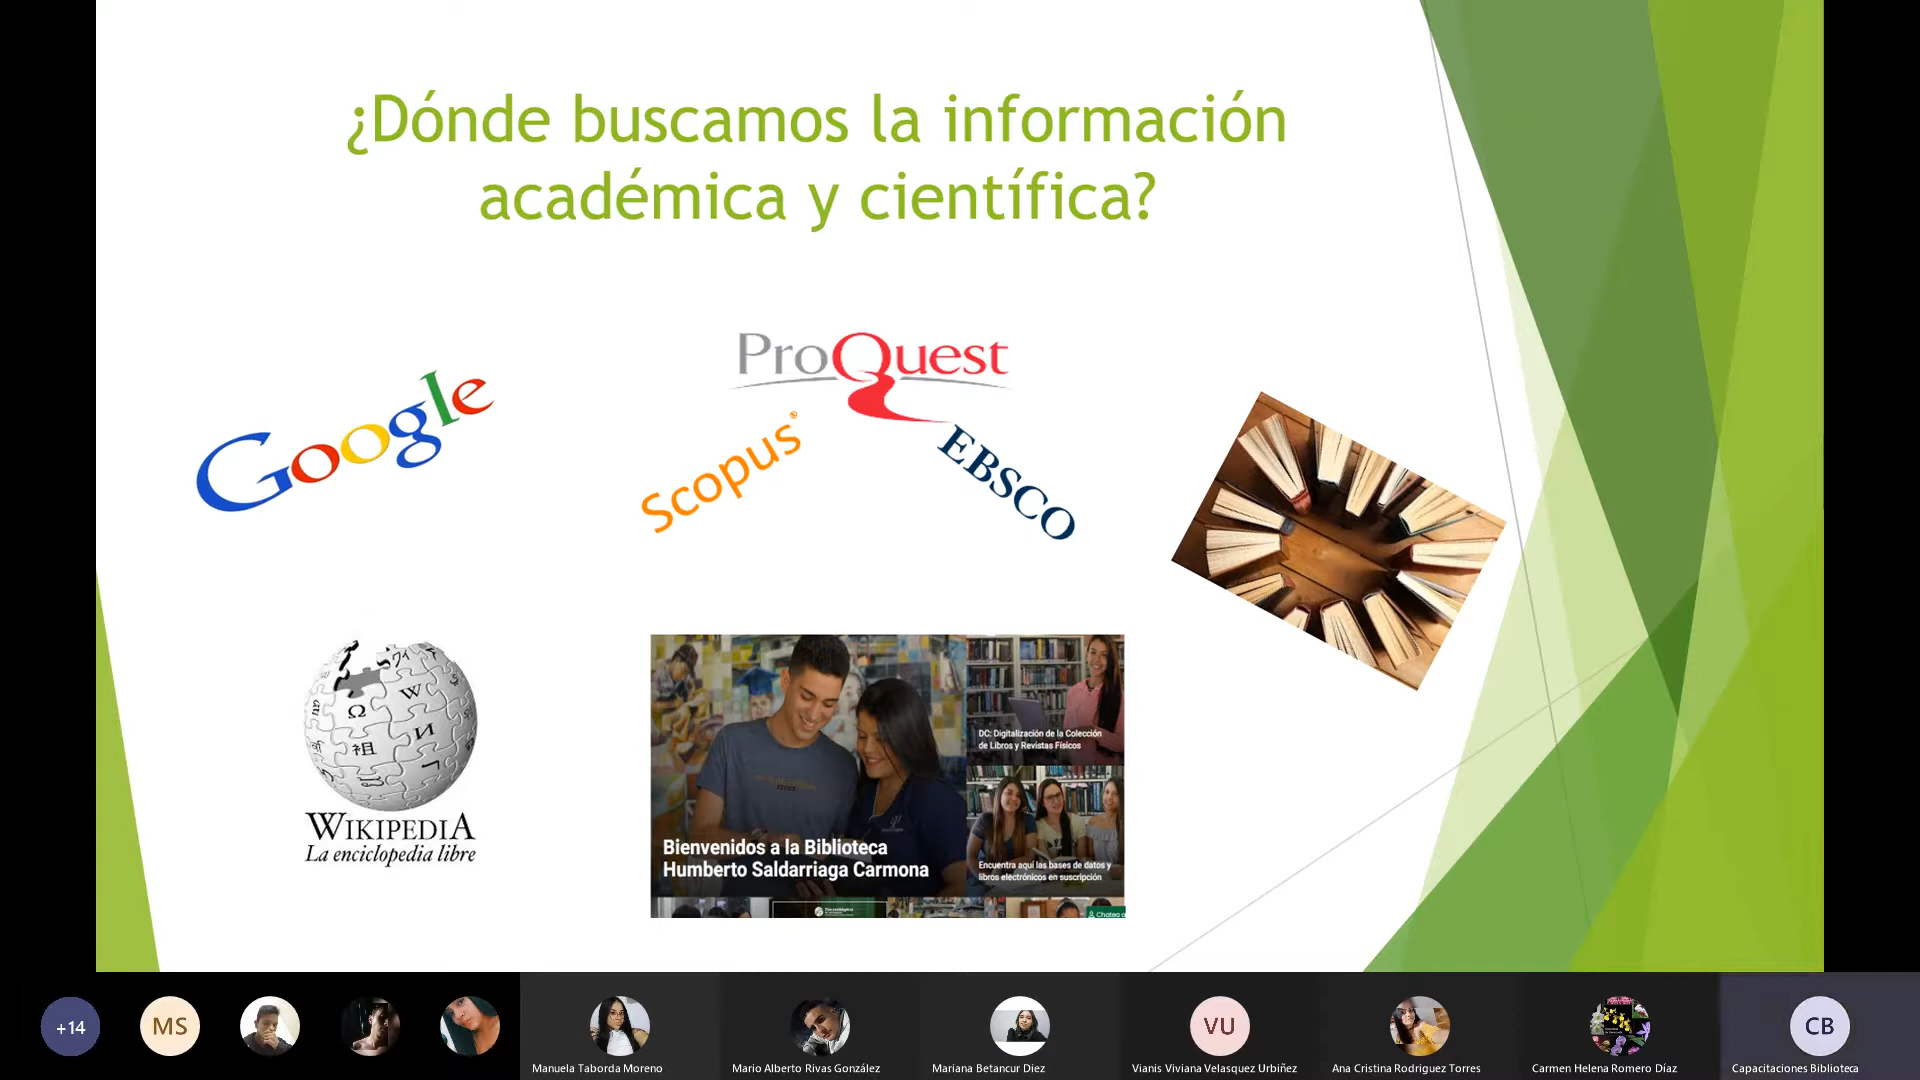 ¿Dónde buscamos la información
académica y científica?
Google
ProQuest
Scopus®
EBSCO
WIKIPEDIA
La enciclopedia libre
DC: Digitalización de la Colección
de Libros y Revistas Físicos
Bienvenidos a la Biblioteca
Humberto Saldarriaga Carmona
Encuentra aquí las bases de datos y
libros electrónicos en suscripción
Chatea a
+14
MS
VU
CB
Manuela Taborda Moreno
Mario Alberto Rivas González
Mariana Betancur Diez
Vianis Viviana Velasquez Urbiñez
Ana Cristina Rodriguez Torres
Carmen Helena Romero Díaz
Capacitaciones Biblioteca